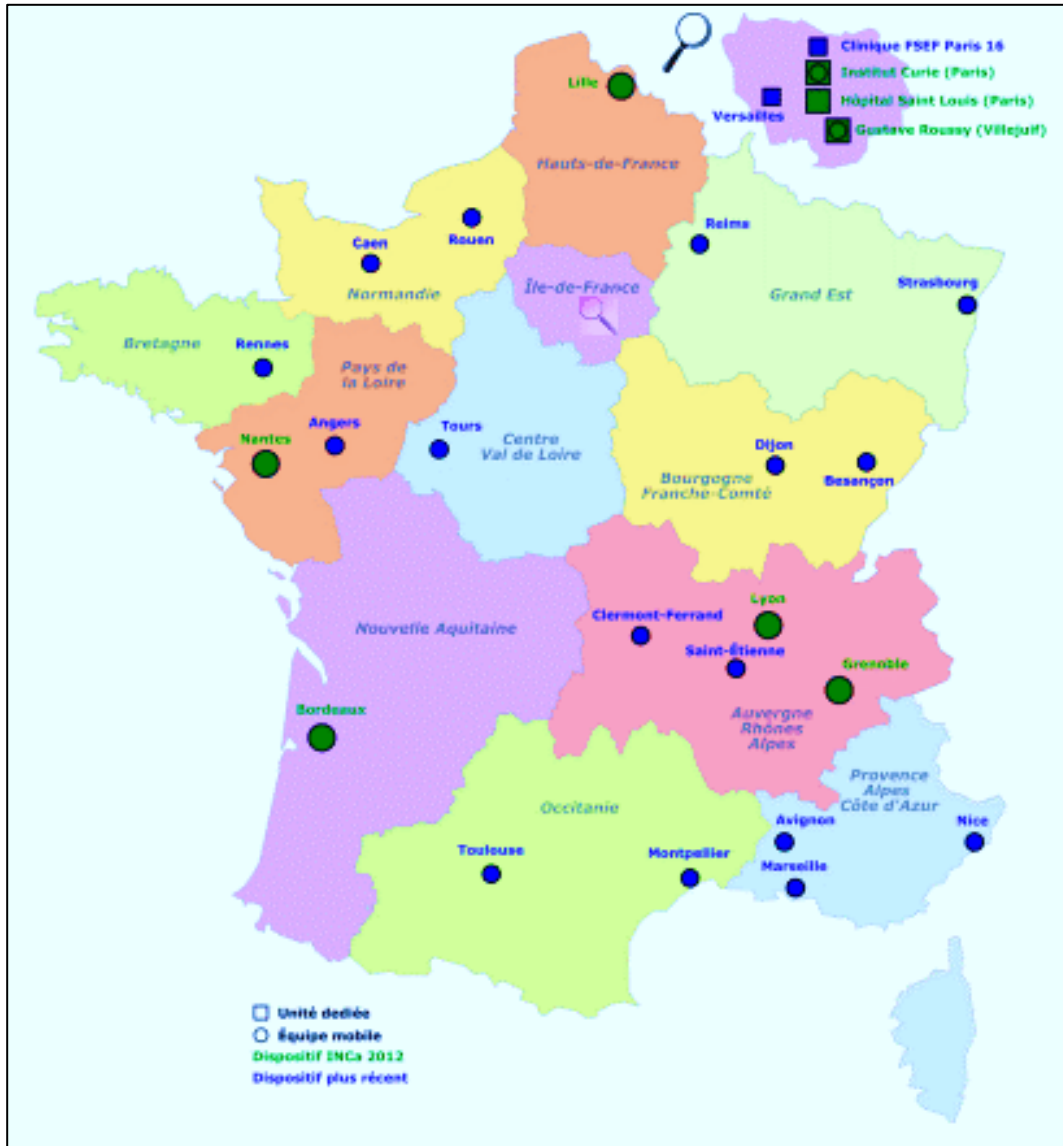 Clinique FSEF Paris 16
Institut Curie (Paris)
Hôpital Saint Louis (Paris)
Gustave Roussy (Villejuif)
Versailles
Lille
Hauts-de-France
Rouen
Caen
Normandie
Île-de-France
Reims
Strasbourg
Grand Est
Bretagne
Rennes
Pays de
la Loire
Angers
Nantes
Tours
Centre
Val de Loire
Dijon
Besançon
Bourgogne
Franche-Comté
Nouvelle Aquitaine
Clermont-Ferrand
Lyon
Saint-Étienne
Grenoble
Auvergne
Rhônes
Alpes
Bordeaux
Provence
Alpes
Côte d'Azur
Occitanie
Avignon
Nice
Toulouse
Montpellier
Marseille
Unité dediée
Équipe mobile
Dispositif INCa 2012
Dispositif plus récent